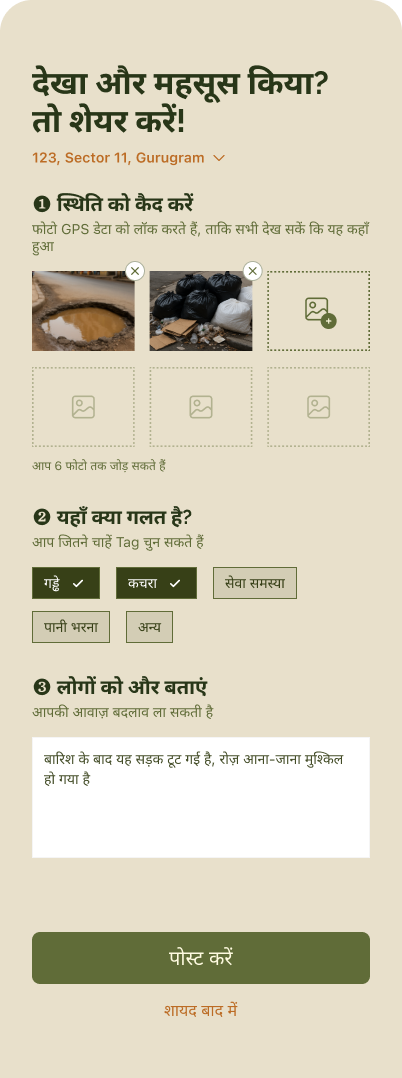 देखा और महसूस किया?
तो शेयर करें!
123, Sector 11, Gurugram
❶ स्थिति को कैद करें
फोटो GPS डेटा को लॉक करते हैं, ताकि सभी देख सकें कि यह कहाँ
हुआ
आप 6 फोटो तक जोड़ सकते हैं
❷ यहाँ क्या गलत है?
आप जितने चाहें Tag चुन सकते हैं
गड्ढे ✓ कचरा ✓ सेवा समस्या
पानी भरना अन्य
❸ लोगों को और बताएं
आपकी आवाज़ बदलाव ला सकती है
बारिश के बाद यह सड़क टूट गई है, रोज़ आना-जाना मुश्किल
हो गया है
पोस्ट करें
शायद बाद में